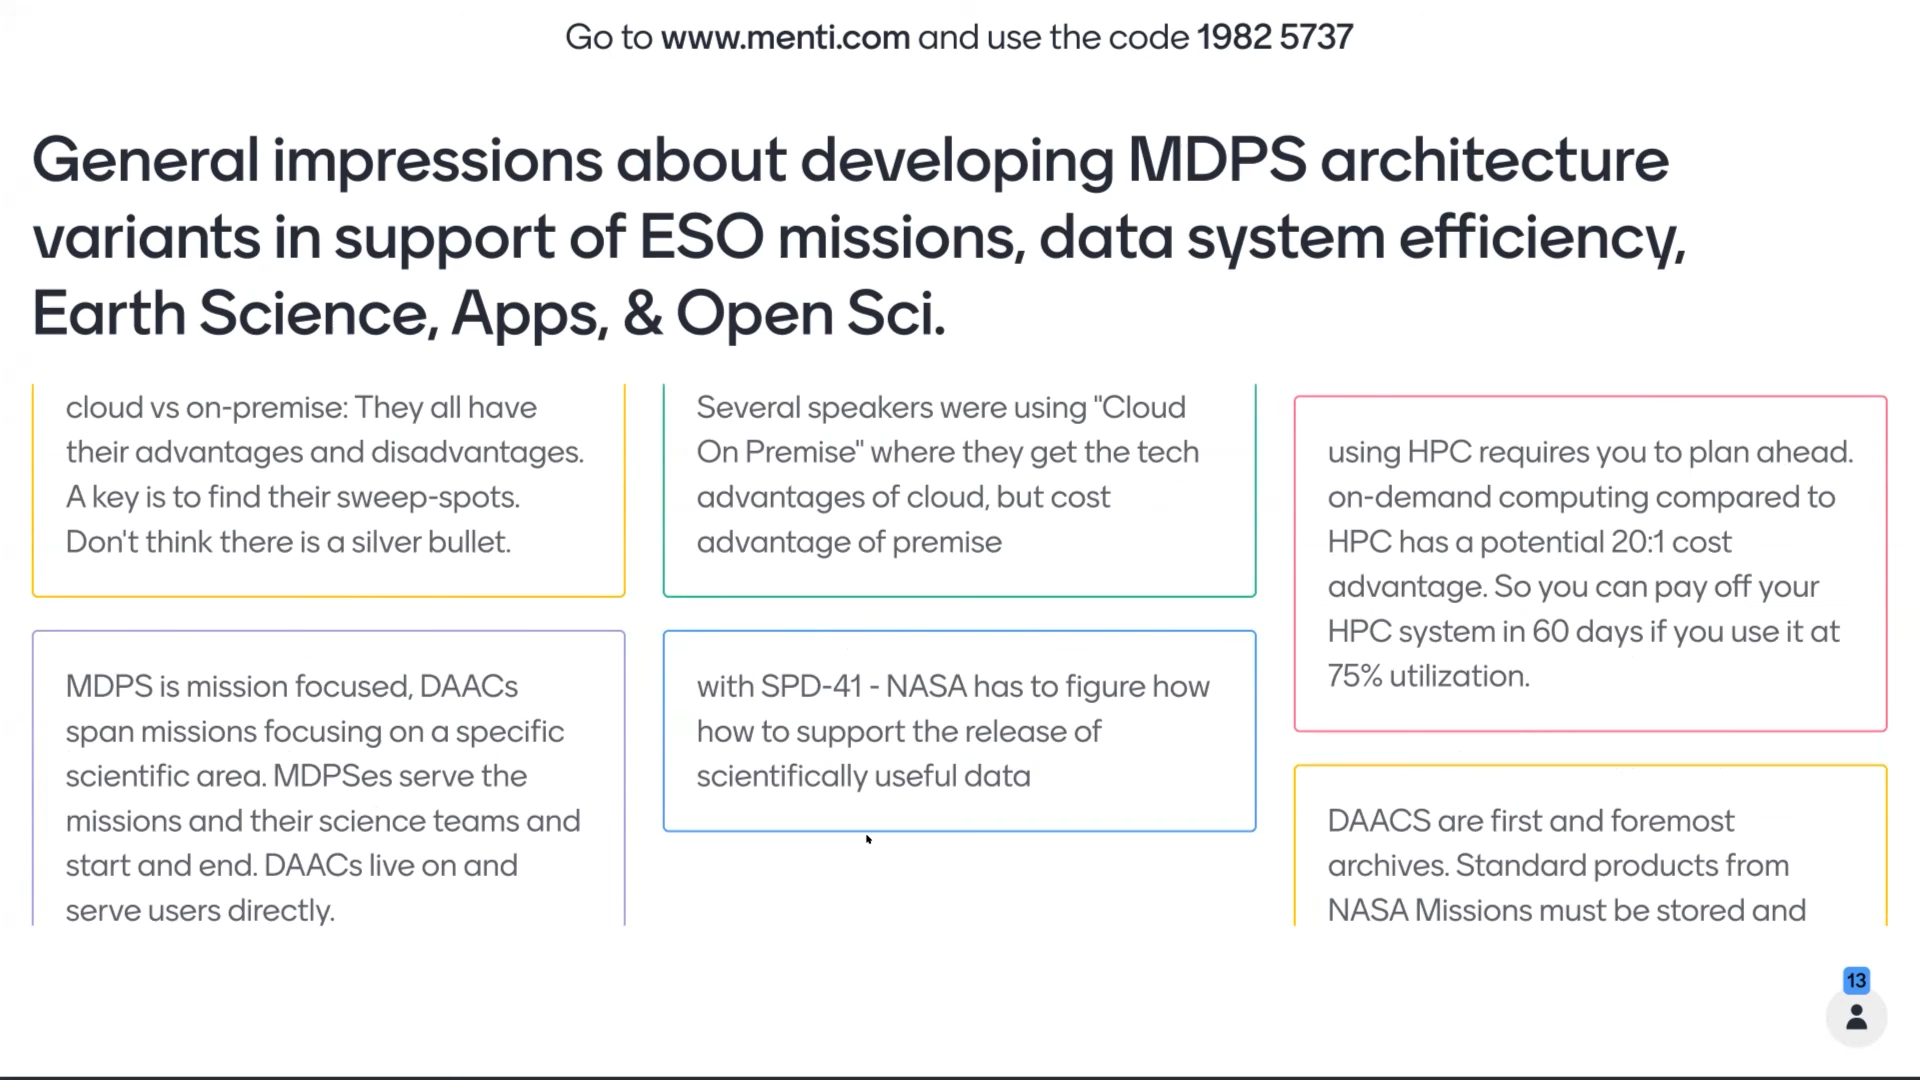 Go to www.menti.com and use the code 1982 5737
General impressions about developing MDPS architecture
variants in support of ESO missions, data system efficiency,
Earth Science, Apps, & Open Sci.
cloud vs on-premise: They all have
their advantages and disadvantages.
A key is to find their sweep-spots.
Don't think there is a silver bullet.
MDPS is mission focused, DAACs
span missions focusing on a specific
scientific area. MDPSes serve the
missions and their science teams and
start and end. DAACs live on and
serve users directly.
Several speakers were using "Cloud
On Premise" where they get the tech
advantages of cloud, but cost
advantage of premise
with SPD-41 - NASA has to figure how
how to support the release of
scientifically useful data
using HPC requires you to plan ahead.
on-demand computing compared to
HPC has a potential 20:1 cost
advantage. So you can pay off your
HPC system in 60 days if you use it at
75% utilization.
DAACS are first and foremost
archives. Standard products from
NASA Missions must be stored and
13